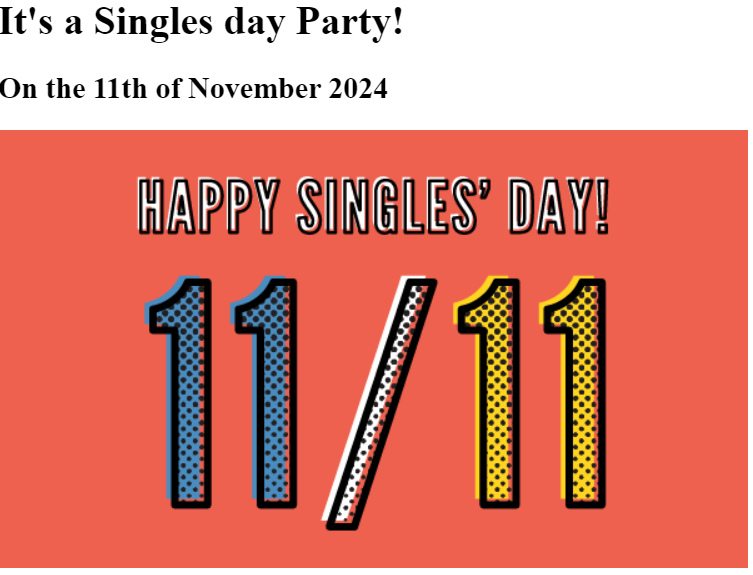 It's a Singles day Party!
On the 11th of November 2024
HAPPY SINGLES’ DAY!
11/11